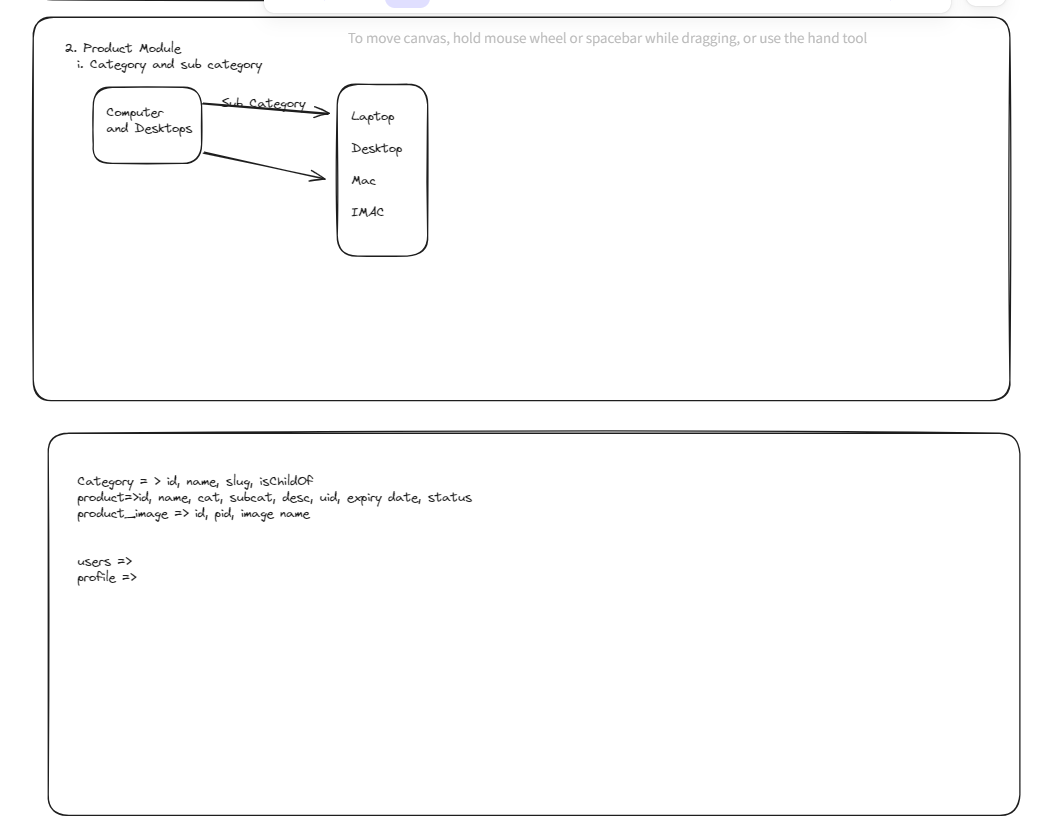 To move canvas, hold mouse wheel or spacebar while dragging, or use the hand tool
2. Product Module
i. Category and sub category
Computer
and Desktops
Sub Category
Laptop
Desktop
Mac
IMAC
Category = > id, name, slug, isChildOf
product=>id, name, cat, subcat, desc, uid, expiry date, status
product_image => id, pid, image name
users =>
profile =>